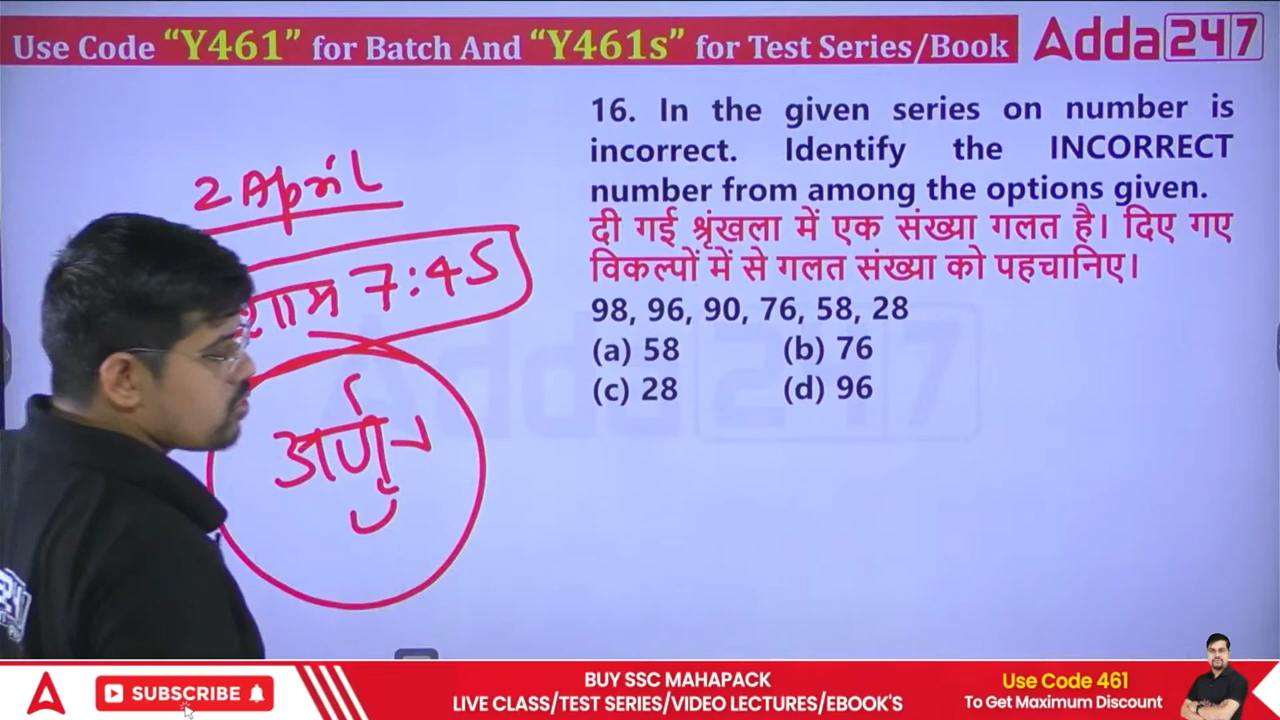 Use Code “Y461” for Batch And “Y461s” for Test Series/Book
Adda247
16. In the given series on number is
incorrect. Identify the INCORRECT
number from among the options given.
दी गई श्रृंखला में एक संख्या गलत है। दिए गए
विकल्पों में से गलत संख्या को पहचानिए।
98, 96, 90, 76, 58, 28
(a) 58 (b) 76
(c) 28 (d) 96
2 April
शाम 7:45
Adda247
SUBSCRIBE
BUY SSC MAHAPACK
LIVE CLASS/TEST SERIES/VIDEO LECTURES/EBOOK'S
Use Code 461
To Get Maximum Discount